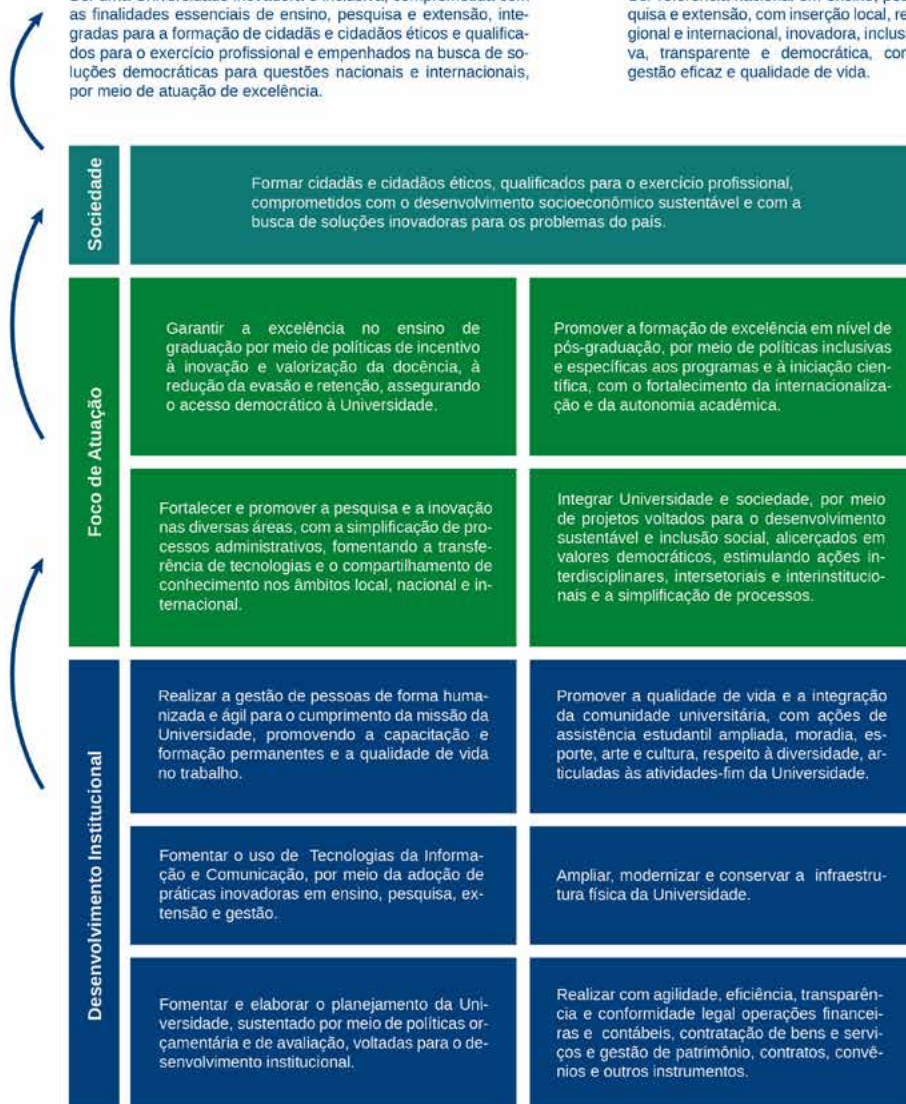 as finalidades essenciais de ensino, pesquisa e extensão, inte-
gradas para a formação de cidadãs e cidadãos éticos e qualifica-
dos para o exercício profissional e empenhados na busca de so-
luções democráticas para questões nacionais e internacionais,
por meio de atuação de excelência.
quisa e extensão, com inserção local, re
gional e internacional, inovadora, inclusi
va, transparente e democrática, com
gestão eficaz e qualidade de vida.
Sociedade
Formar cidadãs e cidadãos éticos, qualificados para o exercício profissional,
comprometidos com o desenvolvimento socioeconômico sustentável e com a
busca de soluções inovadoras para os problemas do país.
Foco de Atuação
Garantir a excelência no ensino de
graduação por meio de políticas de incentivo
à inovação e valorização da docência, à
redução da evasão e retenção, assegurando
o acesso democrático à Universidade.
Promover a formação de excelência em nível de
pós-graduação, por meio de políticas inclusivas
e específicas aos programas e à iniciação cien-
tífica, com o fortalecimento da internacionaliza-
ção e da autonomia acadêmica.
Fortalecer e promover a pesquisa e a inovação
nas diversas áreas, com a simplificação de pro-
cessos administrativos, fomentando a transfe-
rência de tecnologias e o compartilhamento de
conhecimento nos âmbitos local, nacional e in-
ternacional.
Integrar Universidade e sociedade, por meio
de projetos voltados para o desenvolvimento
sustentável e inclusão social, alicerçados em
valores democráticos, estimulando ações in-
terdisciplinares, intersetoriais e interinstitucio-
nais e a simplificação de processos.
Desenvolvimento Institucional
Realizar a gestão de pessoas de forma huma-
nizada e ágil para o cumprimento da missão da
Universidade, promovendo a capacitação e
formação permanentes e a qualidade de vida
no trabalho.
Promover a qualidade de vida e a integração
da comunidade universitária, com ações de
assistência estudantil ampliada, moradia, es-
porte, arte e cultura, respeito à diversidade, ar-
ticuladas às atividades-fim da Universidade.
Fomentar o uso de Tecnologias da Informa-
ção e Comunicação, por meio da adoção de
práticas inovadoras em ensino, pesquisa, ex-
tensão e gestão.
Ampliar, modernizar e conservar a infraestru-
tura física da Universidade.
Fomentar e elaborar o planejamento da Uni-
versidade, sustentado por meio de políticas or-
çamentária e de avaliação, voltadas para o de-
senvolvimento institucional.
Realizar com agilidade, eficiência, transparên-
cia e conformidade legal operações financei-
ras e contábeis, contratação de bens e servi-
ços e gestão de patrimônio, contratos, convê-
nios e outros instrumentos.